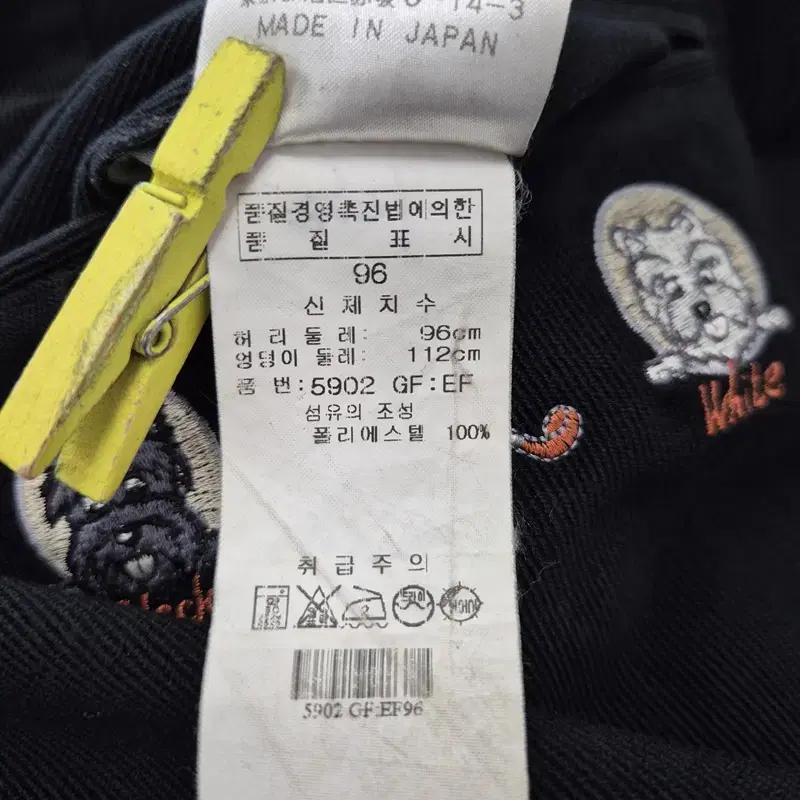 14-3
MADE IN JAPAN
품질경영촉진법에의한
품 질 표 시
96
신 체 치 수
허 리 둘 레: 96cm
엉덩이 둘레: 112cm
품 번:5902 GF:EF
섬유의 조성
폴리에스텔 100%
취 급 주 의
5902 GF:EF96
White